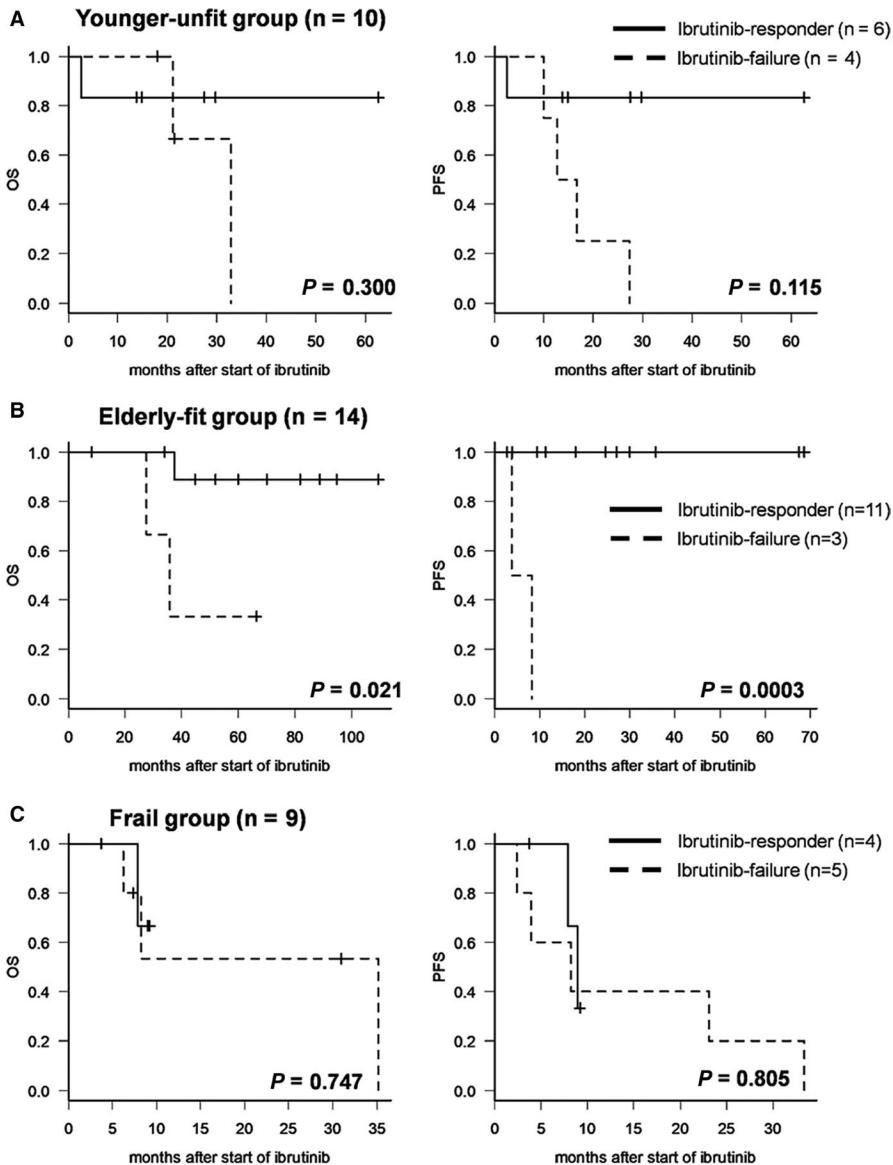 A
Younger-unfit group (n = 10)
Ibrutinib-responder (n = 6)
Ibrutinib-failure (n = 4)
1.0
0.8
0.6
0.4
0.2
0.0
OS
P = 0.300
0 10 20 30 40 50 60
months after start of ibrutinib
1.0
0.8
0.6
0.4
0.2
0.0
PFS
P = 0.115
0 10 20 30 40 50 60
months after start of ibrutinib
B
Elderly-fit group (n = 14)
1.0
0.8
0.6
0.4
0.2
0.0
OS
P = 0.021
0 20 40 60 80 100
months after start of ibrutinib
1.0
0.8
0.6
0.4
0.2
0.0
PFS
Ibrutinib-responder (n=11)
Ibrutinib-failure (n=3)
P = 0.0003
0 10 20 30 40 50 60 70
months after start of ibrutinib
C
Frail group (n = 9)
1.0
0.8
0.6
0.4
0.2
0.0
OS
P = 0.747
0 5 10 15 20 25 30 35
months after start of ibrutinib
Ibrutinib-responder (n=4)
Ibrutinib-failure (n=5)
1.0
0.8
0.6
0.4
0.2
0.0
PFS
P = 0.805
0 5 10 15 20 25 30
months after start of ibrutinib